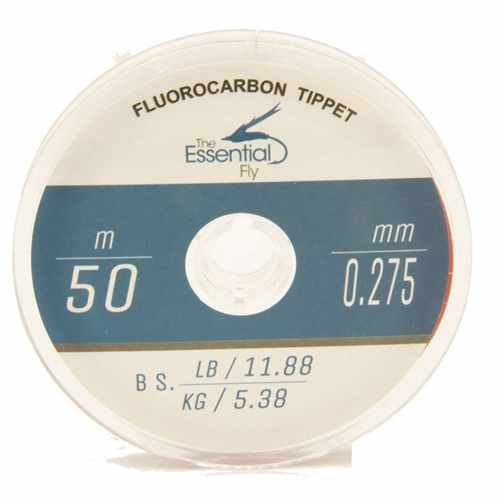 FLUOROCARBON TIPPET
The
Essential
Fly
m
50
mm
0.275
B S. LB / 11.88
KG / 5.38